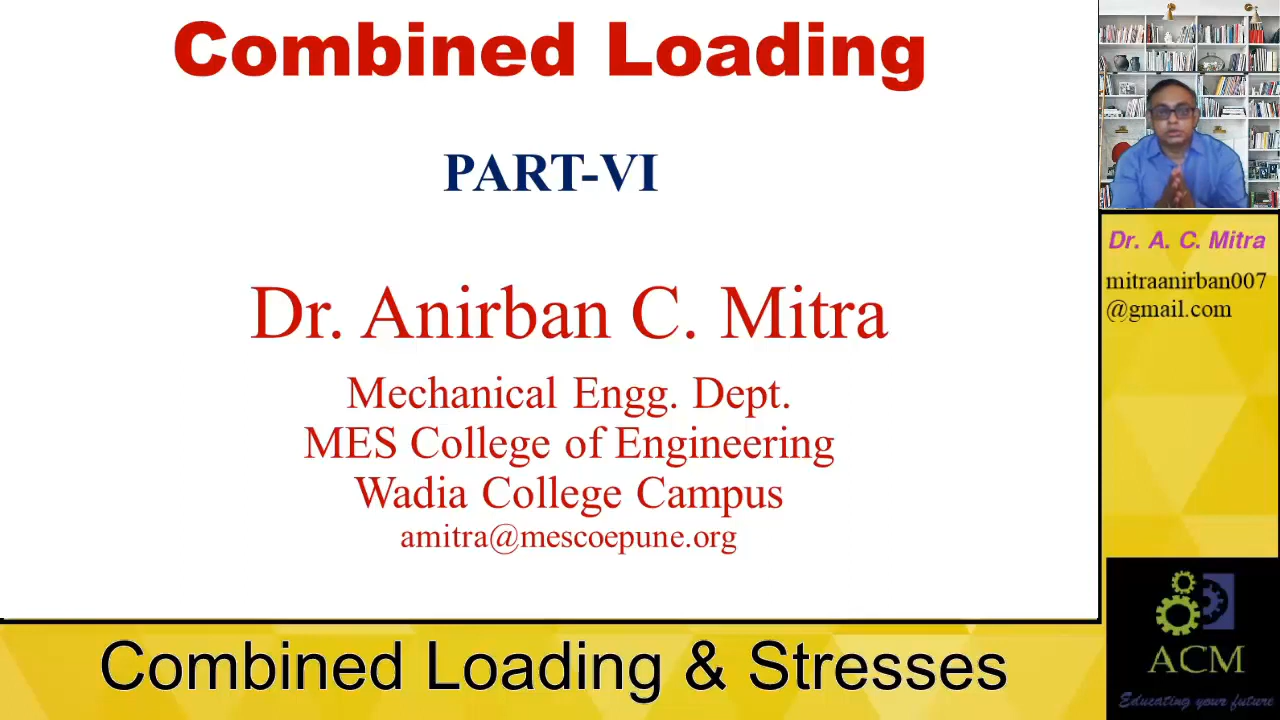 Combined Loading
PART-VI
Dr. Anirban C. Mitra
Mechanical Engg. Dept.
MES College of Engineering
Wadia College Campus
amitra@mescoepune.org
Dr. A. C. Mitra
mitraanirban007
@gmail.com
ACM
Educating your future
Combined Loading & Stresses